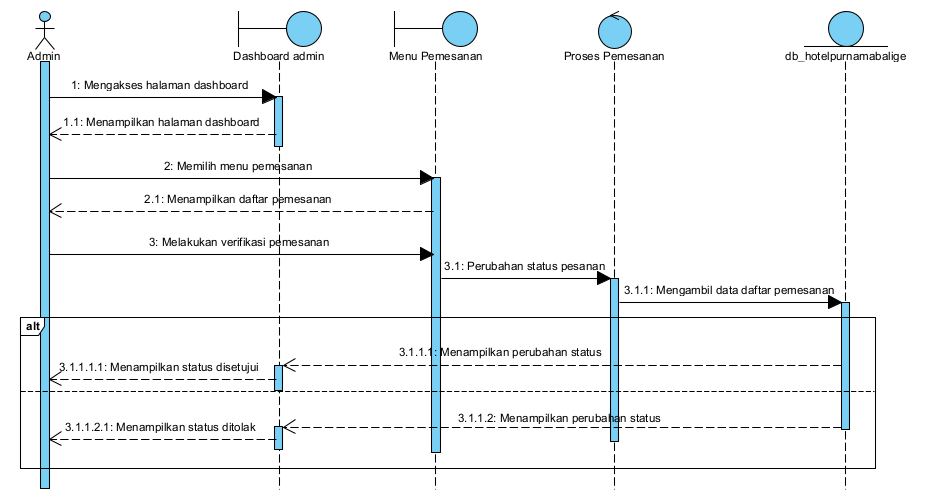 Admin
Dashboard admin
Menu Pemesanan
Proses Pemesanan
db_hotelpurnamabalige
1: Mengakses halaman dashboard
1.1: Menampilkan halaman dashboard
2: Memilih menu pemesanan
2.1: Menampilkan daftar pemesanan
3: Melakukan verifikasi pemesanan
3.1: Perubahan status pesanan
3.1.1: Mengambil data daftar pemesanan
alt
3.1.1.1: Menampilkan perubahan status
3.1.1.1.1: Menampilkan status disetujui
3.1.1.2: Menampilkan perubahan status
3.1.1.2.1: Menampilkan status ditolak